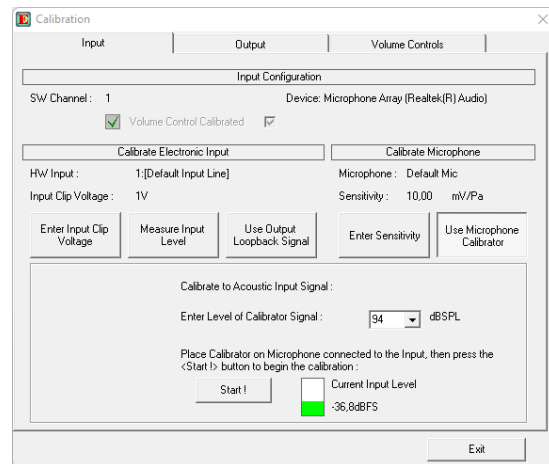 Calibration
Input Output Volume Controls
Input Configuration
SW Channel : 1 Device: Microphone Array (Realtek(R) Audio)
Volume Control Calibrated
Calibrate Electronic Input Calibrate Microphone
HW Input : 1:[Default Input Line] Microphone : Default Mic
Input Clip Voltage : 1V Sensitivity : 10,00 mV/Pa
Enter Input Clip Voltage Measure Input Level Use Output Loopback Signal Enter Sensitivity Use Microphone Calibrator
Calibrate to Acoustic Input Signal :
Enter Level of Calibrator Signal : 94 dBSPL
Place Calibrator on Microphone connected to the Input, then press the
<Start !> button to begin the calibration :
Start ! Current Input Level
-36,8dBFS
Exit